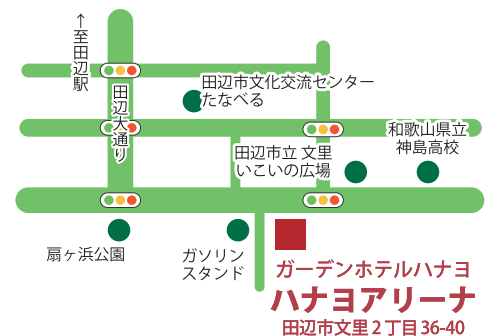 ←至田辺駅
田辺大通り
田辺市文化交流センター
たなべる
和歌山県立
神島高校
田辺市立 文里
いこいの広場
扇ヶ浜公園
ガソリン
スタンド
ガーデンホテルハナヨ
ハナヨアリーナ
田辺市文里2丁目36-40